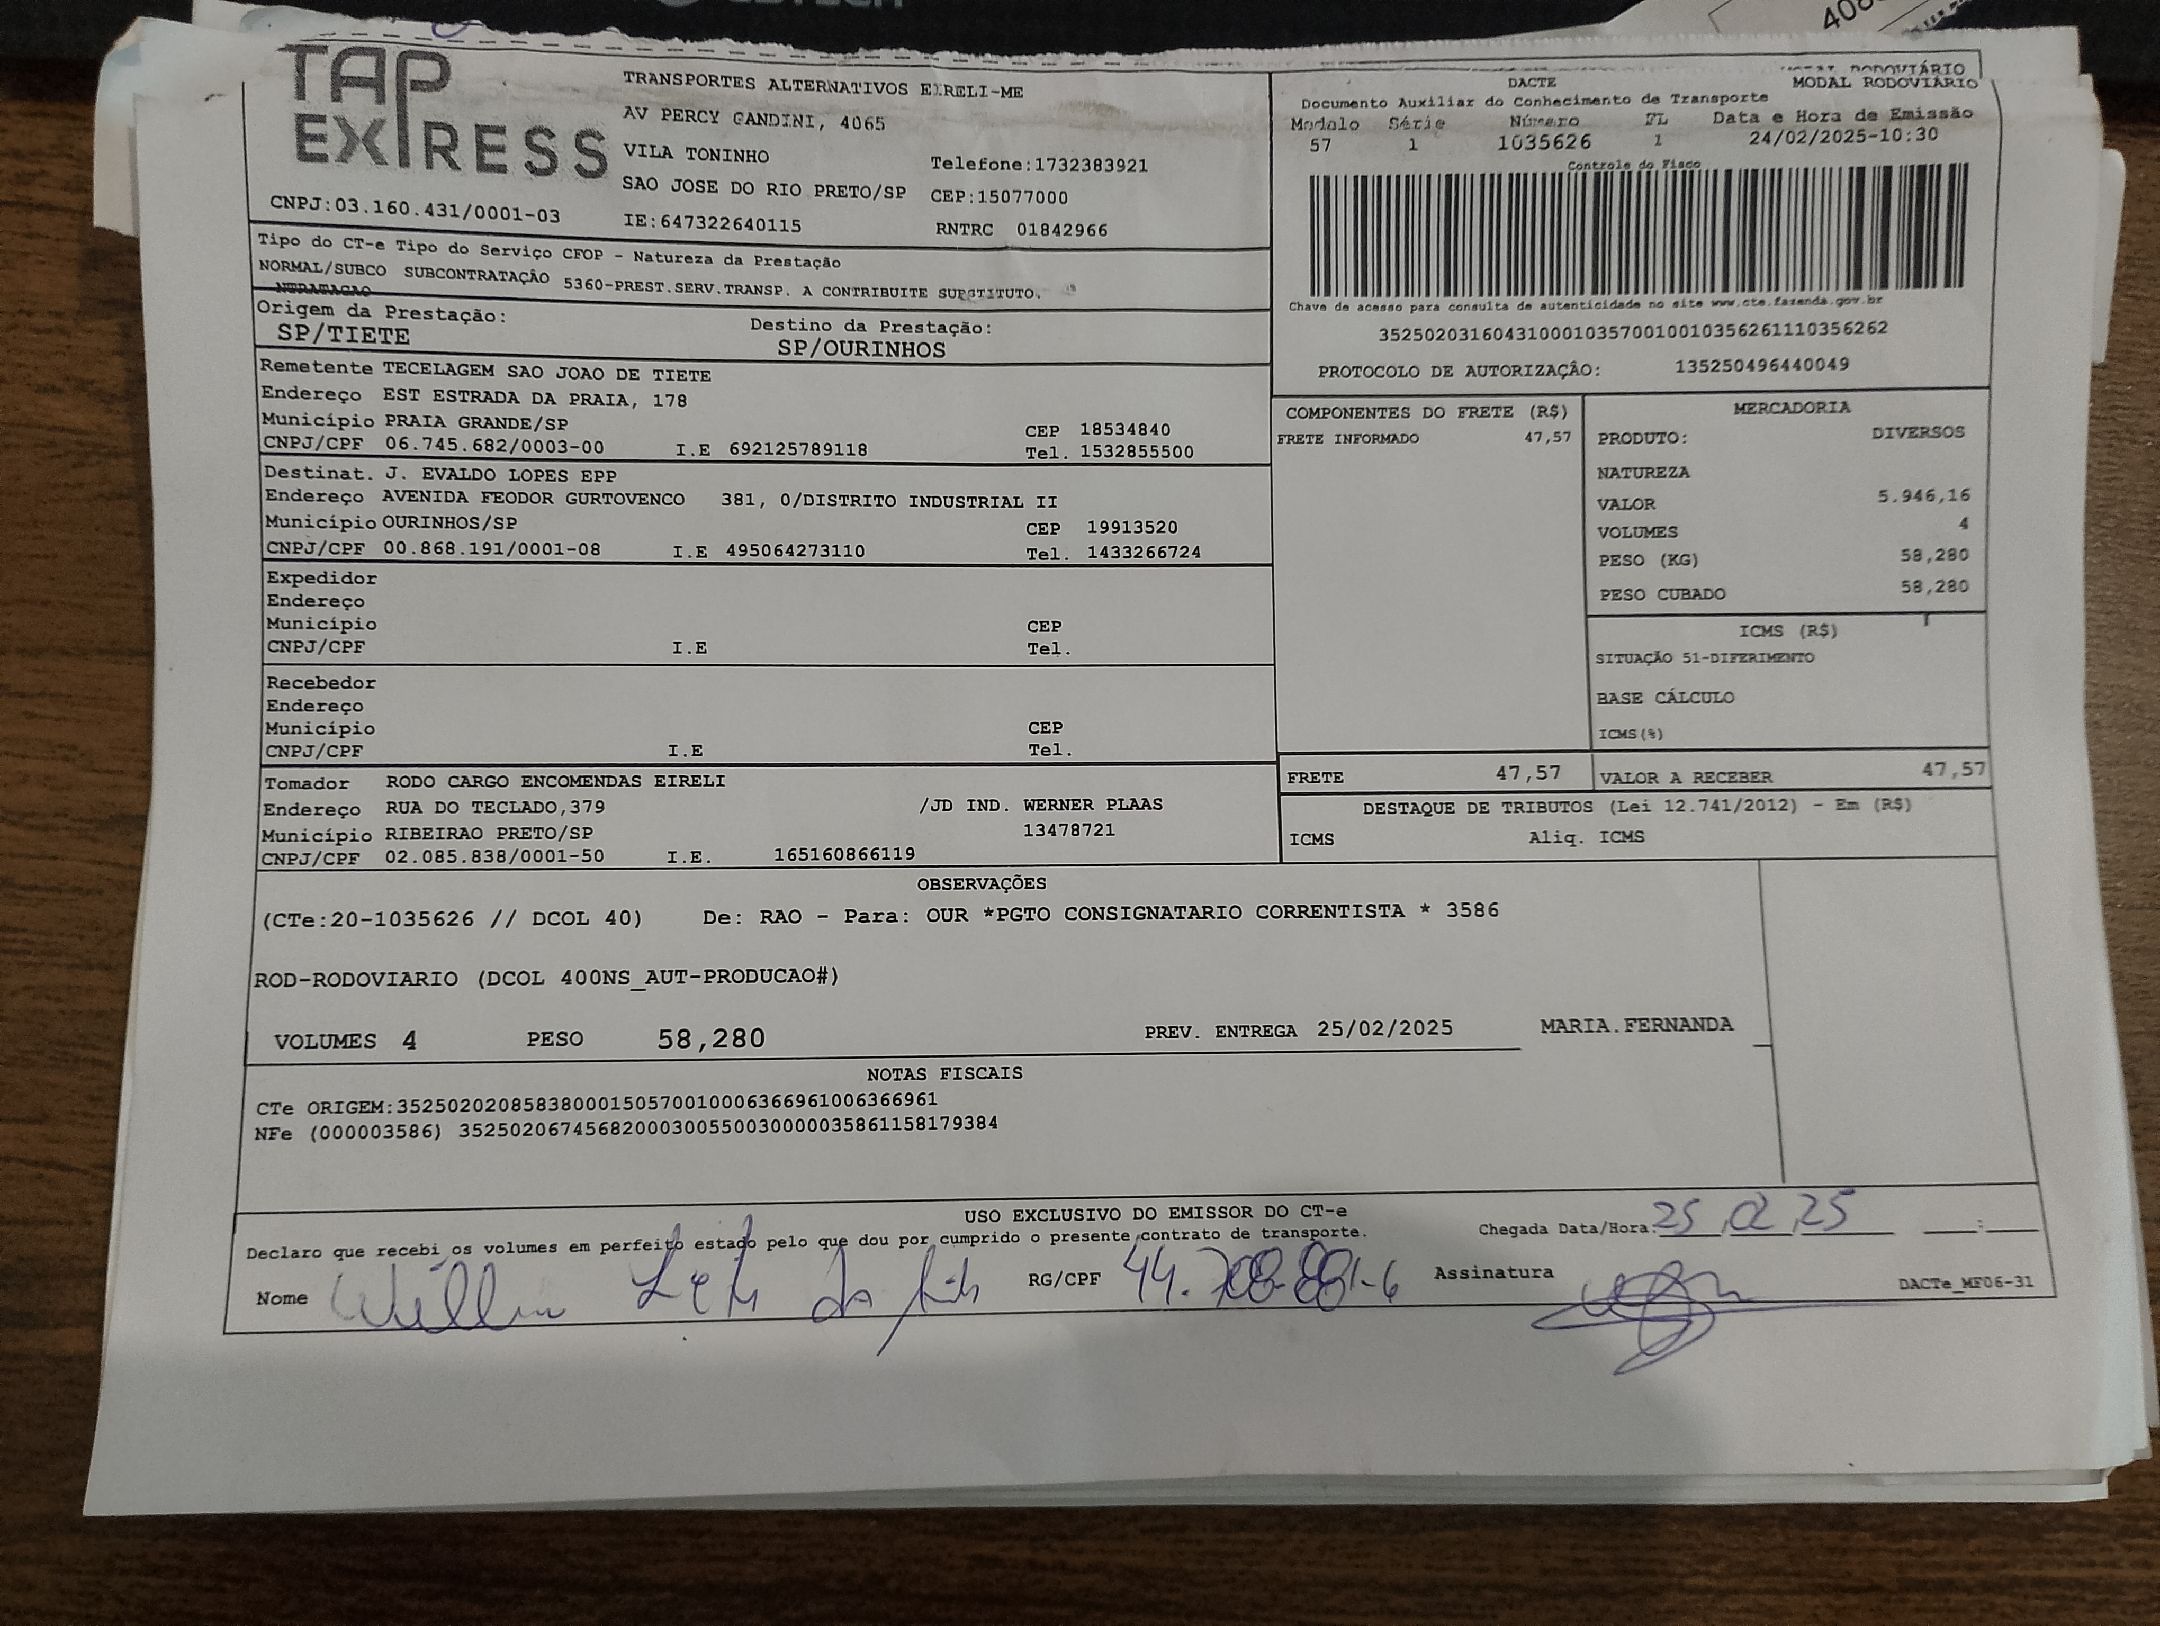 TAP EXPRESS
TRANSPORTES ALTERNATIVOS EIRELI-ME
AV PERCY GANDINI, 4065
VILA TONINHO Telefone:1732383921
SAO JOSE DO RIO PRETO/SP CEP:15077000
CNPJ:03.160.431/0001-03 IE:647322640115 RNTRC 01842966
MODAL RODOVIÁRIO
MODAL RODOVIÁRIO
DACTE
Documento Auxiliar do Conhecimento de Transporte
Modalo Série Número FL Data e Hora de Emissão
57 1 1035626 1 24/02/2025-10:30
Controle do Fisco
Chave de acesso para consulta de autenticidade no site www.cte.fazenda.gov.br
35250203160431000103570010010356261110356262
PROTOCOLO DE AUTORIZAÇÃO: 135250496440049
Tipo do CT-e Tipo do Serviço CFOP - Natureza da Prestação
NORMAL/SUBCO SUBCONTRATAÇÃO 5360-PREST.SERV.TRANSP. A CONTRIBUITE SUBSTITUTO.
NTRATACAO
Origem da Prestação: Destino da Prestação:
SP/TIETE SP/OURINHOS
Remetente TECELAGEM SAO JOAO DE TIETE
Endereço EST ESTRADA DA PRAIA, 178
Município PRAIA GRANDE/SP CEP 18534840
CNPJ/CPF 06.745.682/0003-00 I.E 692125789118 Tel. 1532855500
Destinat. J. EVALDO LOPES EPP
Endereço AVENIDA FEODOR GURTOVENCO 381, 0/DISTRITO INDUSTRIAL II
Município OURINHOS/SP CEP 19913520
CNPJ/CPF 00.868.191/0001-08 I.E 495064273110 Tel. 1433266724
Expedidor
Endereço
Município CEP
CNPJ/CPF I.E Tel.
Recebedor
Endereço
Município CEP
CNPJ/CPF I.E Tel.
Tomador RODO CARGO ENCOMENDAS EIRELI
Endereço RUA DO TECLADO,379 /JD IND. WERNER PLAAS
Município RIBEIRAO PRETO/SP 13478721
CNPJ/CPF 02.085.838/0001-50 I.E. 165160866119
COMPONENTES DO FRETE (R$)
FRETE INFORMADO 47,57
MERCADORIA
PRODUTO: DIVERSOS
NATUREZA
VALOR 5.946,16
VOLUMES 4
PESO (KG) 58,280
PESO CUBADO 58,280
ICMS (R$)
SITUAÇÃO 51-DIFERIMENTO
BASE CÁLCULO
ICMS(%)
FRETE 47,57 VALOR A RECEBER 47,57
DESTAQUE DE TRIBUTOS (Lei 12.741/2012) - Em (R$)
ICMS Aliq. ICMS
OBSERVAÇÕES
(CTe:20-1035626 // DCOL 40) De: RAO - Para: OUR *PGTO CONSIGNATARIO CORRENTISTA * 3586
ROD-RODOVIARIO (DCOL 400NS_AUT-PRODUCAO#)
VOLUMES 4 PESO 58,280 PREV. ENTREGA 25/02/2025 MARIA.FERNANDA
NOTAS FISCAIS
CTe ORIGEM:35250202085838000150570010006366961006366961
NFe (000003586) 35250206745682000300550030000035861158179384
USO EXCLUSIVO DO EMISSOR DO CT-e
Declaro que recebi os volumes em perfeito estado pelo que dou por cumprido o presente contrato de transporte. Chegada Data/Hora: 25 02 25 :
Nome RG/CPF 44.708.881-6 Assinatura DACTe_MF06-31